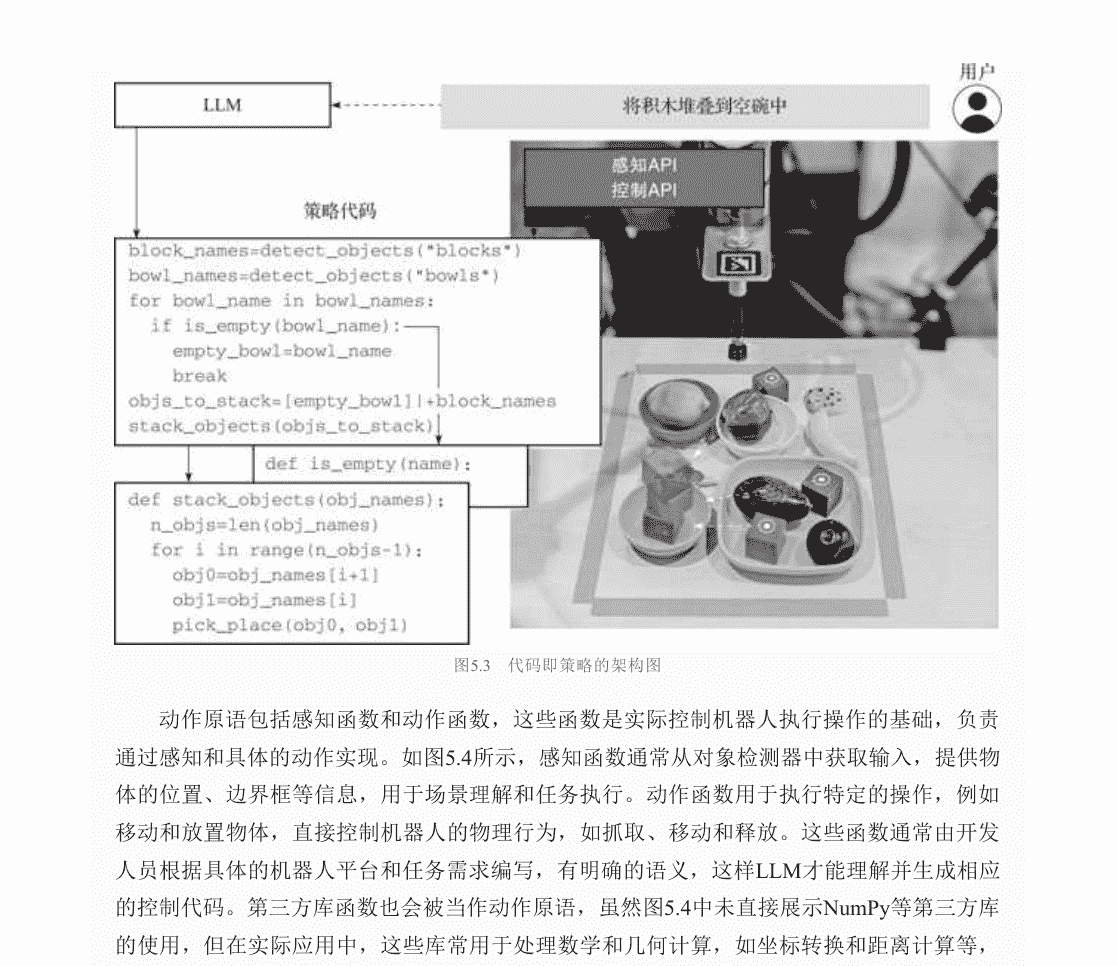 用户
LLM
将积木堆叠到空碗中
感知API
控制API
策略代码
block_names=detect_objects("blocks")
bowl_names=detect_objects("bowls")
for bowl_name in bowl_names:
if is_empty(bowl_name):
empty_bowl=bowl_name
break
objs_to_stack=[empty_bowl]|+block_names
stack_objects(objs_to_stack)
def is_empty(name):
def stack_objects(obj_names):
n_objs=len(obj_names)
for i in range(n_objs-1):
obj0=obj_names[i+1]
obj1=obj_names[i]
pick_place(obj0, obj1)
图5.3 代码即策略的架构图
动作原语包括感知函数和动作函数，这些函数是实际控制机器人执行操作的基础，负责
通过感知和具体的动作实现。如图5.4所示，感知函数通常从对象检测器中获取输入，提供物
体的位置、边界框等信息，用于场景理解和任务执行。动作函数用于执行特定的操作，例如
移动和放置物体，直接控制机器人的物理行为，如抓取、移动和释放。这些函数通常由开发
人员根据具体的机器人平台和任务需求编写，有明确的语义，这样LLM才能理解并生成相应
的控制代码。第三方库函数也会被当作动作原语，虽然图5.4中未直接展示NumPy等第三方库
的使用，但在实际应用中，这些库常用于处理数学和几何计算，如坐标转换和距离计算等，